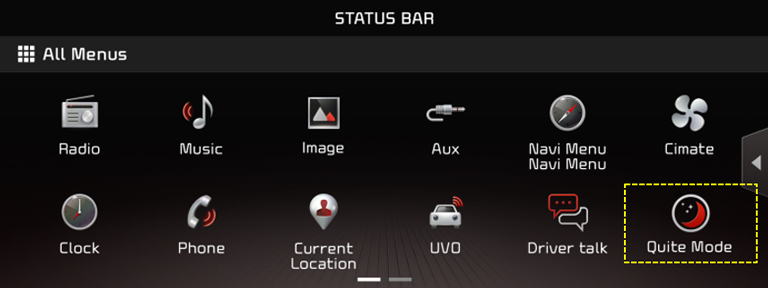 STATUS BAR
All Menus
Radio
Music
Image
Aux
Navi Menu
Navi Menu
Cimate
Clock
Phone
Current
Location
UVO
Driver talk
Quite Mode